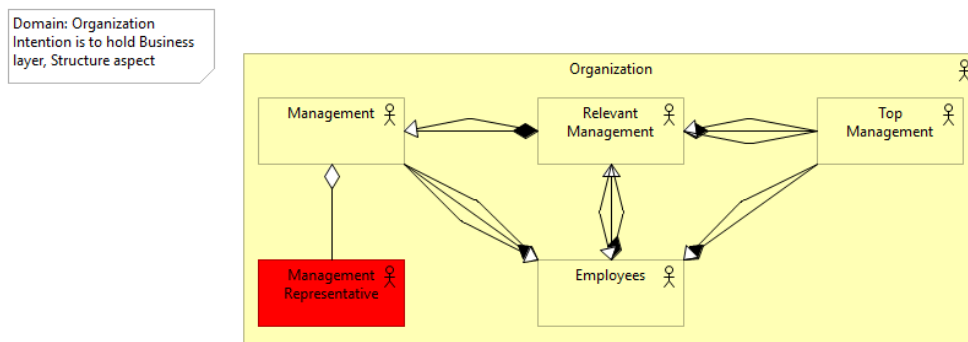 Domain: Organization
Intention is to hold Business
layer, Structure aspect
Organization
Management
Relevant
Management
Top
Management
Management
Representative
Employees